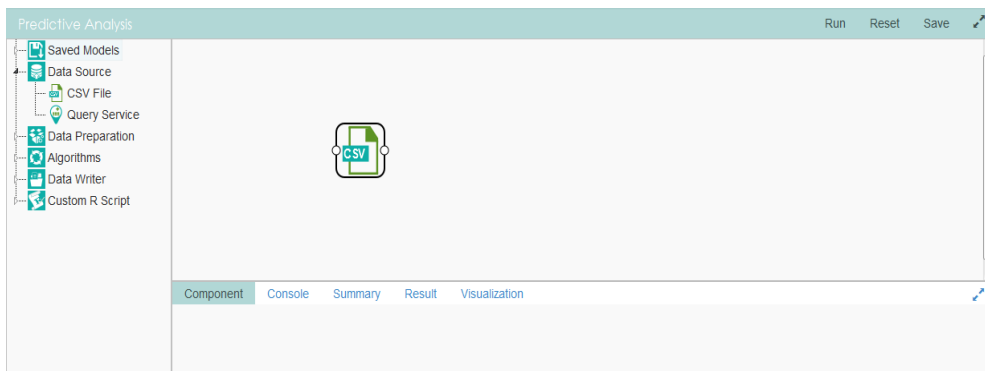 Predictive Analysis
Run Reset Save
Saved Models
Data Source
CSV File
Query Service
Data Preparation
Algorithms
Data Writer
Custom R Script
CSV
Component Console Summary Result Visualization